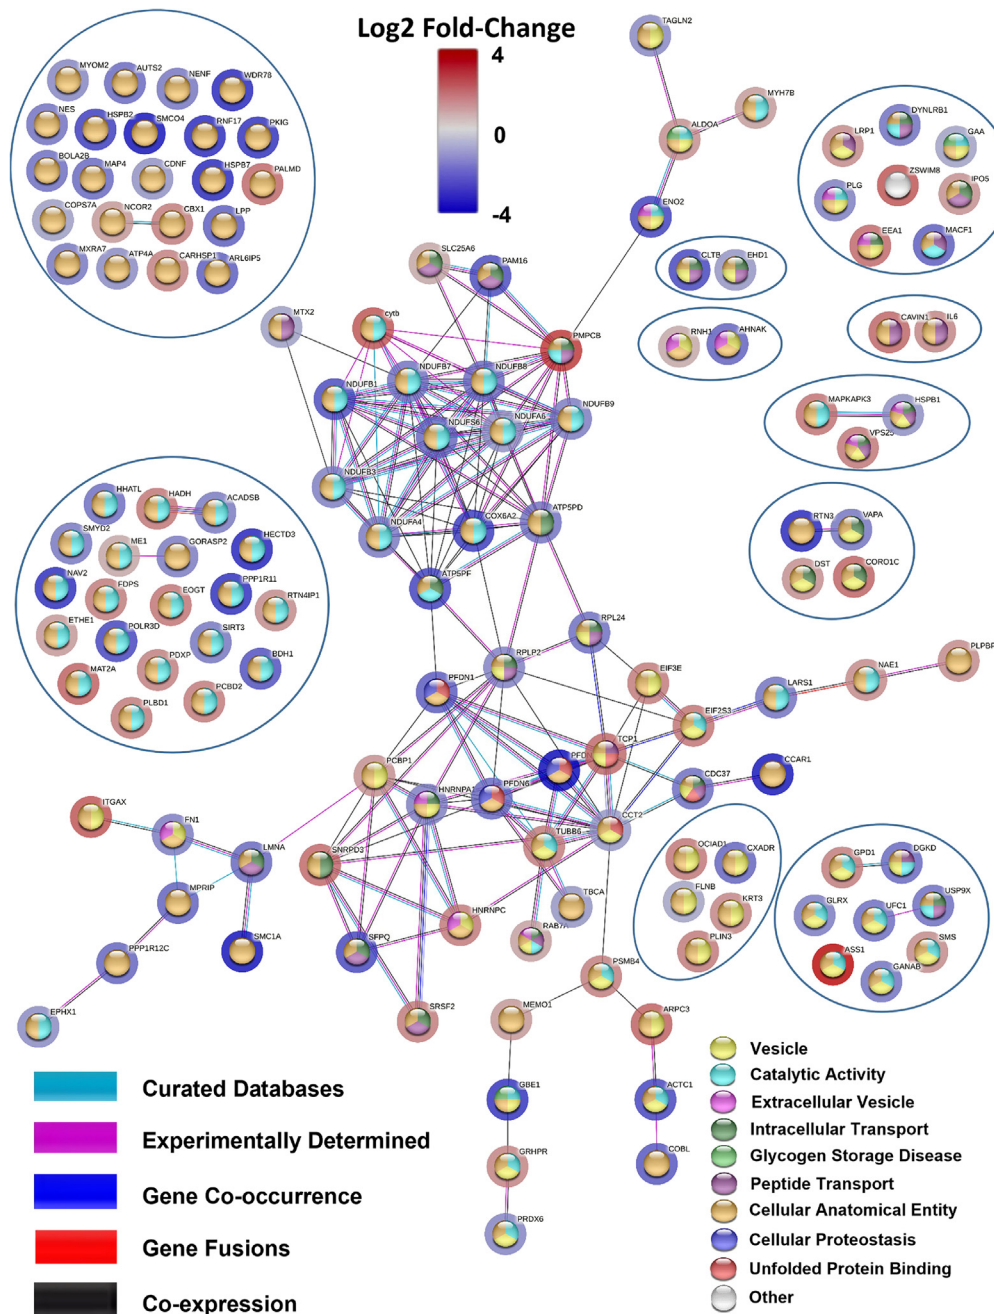 Log2 Fold-Change
4
0
-4
TAGLN2
MYH7B
ALDOA
ENO2
MYOM2
AUTS2
NENF
WDR78
NES
HSPB2
SMCO4
RNF17
PKIG
BOLA2B
MAP4
CDNF
HSPB7
PALMD
COPS7A
NCOR2
CBX1
LPP
MXRA7
ATP4A
CARHSP1
ARL6IP5
DYNLRB1
LRP1
GAA
ZSWIM8
IPO5
PLG
EEA1
MACF1
CLTB
EHD1
RNH1
AHNAK
CAVIN1
IL6
MAPKAPK3
HSPB1
VPS25
RTN3
VAPA
DST
CORO1C
SLC25A6
PAM16
MTX2
cytb
PMPCB
NDUFB1
NDUFB7
NDUFB8
NDUFB9
NDUFS6
NDUFA6
NDUFB3
NDUFA4
COX6A2
ATP5PD
ATP5PF
HHATL
HADH
ACADSB
SMYD2
ME1
GORASP2
HECTD3
NAV2
FDPS
EOGT
PPP1R11
RTN4IP1
ETHE1
POLR3D
SIRT3
MAT2A
PDXP
BDH1
PLBD1
PCBD2
RPL24
RPLP2
PFDN1
EIF3E
EIF2S3
LARS1
NAE1
PLPBP
TCP1
PFDN
PCBP1
HNRNPA1
PFDN6
CDC37
CCAR1
CCT2
TUBB6
SNRPD3
HNRNPC
TBCA
RAB7A
SFPQ
SRSF2
ITGAX
FN1
LMNA
MPRIP
SMC1A
PPP1R12C
EPHX1
OCIAD1
CXADR
FLNB
KRT3
PLIN3
GPD1
DGKD
GLRX
UFC1
USP9X
ASS1
SMS
GANAB
PSMB4
MEMO1
ARPC3
GBE1
ACTC1
GRHPR
COBL
PRDX6
Curated Databases
Experimentally Determined
Gene Co-occurrence
Gene Fusions
Co-expression
Vesicle
Catalytic Activity
Extracellular Vesicle
Intracellular Transport
Glycogen Storage Disease
Peptide Transport
Cellular Anatomical Entity
Cellular Proteostasis
Unfolded Protein Binding
Other